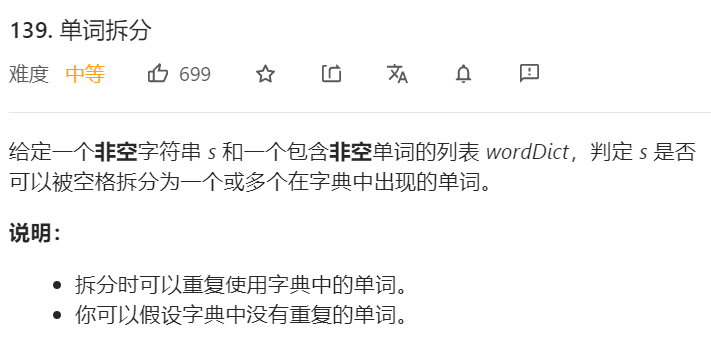 139. 单词拆分
难度 中等 699
给定一个非空字符串 s 和一个包含非空单词的列表 wordDict，判定 s 是否
可以被空格拆分为一个或多个在字典中出现的单词。
说明：
• 拆分时可以重复使用字典中的单词。
• 你可以假设字典中没有重复的单词。